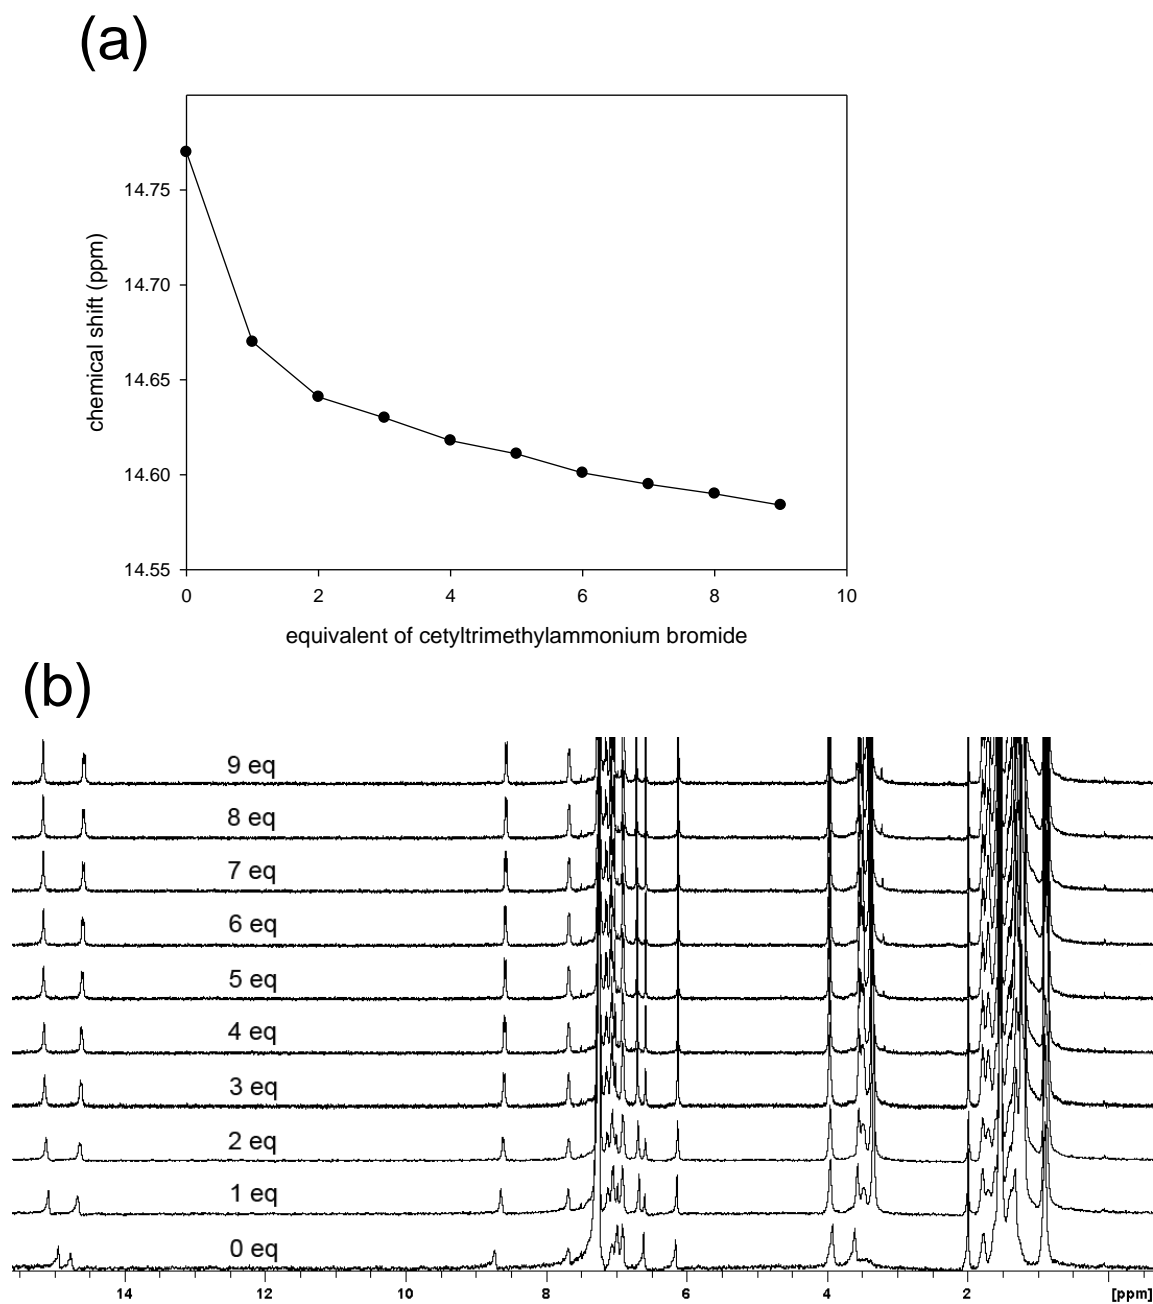 (a)
14.75
14.70
14.65
14.60
14.55
chemical shift (ppm)
0 2 4 6 8 10
equivalent of cetyltrimethylammonium bromide
(b)
9 eq
8 eq
7 eq
6 eq
5 eq
4 eq
3 eq
2 eq
1 eq
0 eq
14 12 10 8 6 4 2 [ppm]